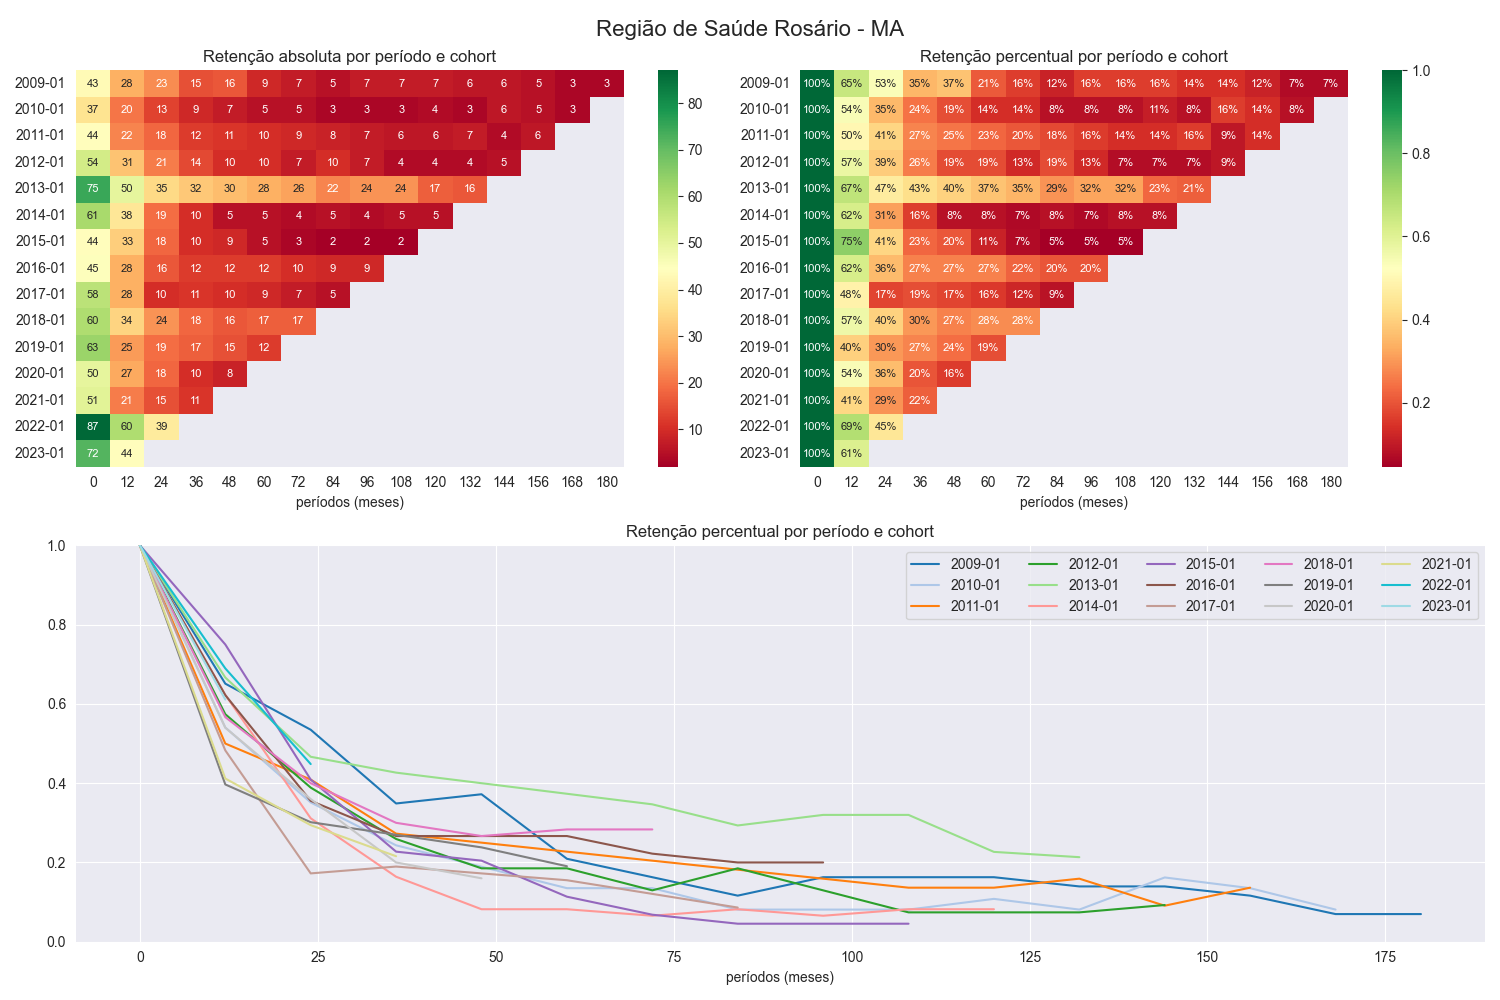 Região de Saúde Rosário - MA
Retenção absoluta por período e cohort
2009-01 43 28 23 15 16 9 7 5 7 7 7 6 6 5 3 3
2010-01 37 20 13 9 7 5 5 3 3 3 4 3 6 5 3
2011-01 44 22 18 12 11 10 9 8 7 6 6 7 4 6
2012-01 54 31 21 14 10 10 7 10 7 4 4 4 5
2013-01 75 50 35 32 30 28 26 22 24 24 17 16
2014-01 61 38 19 10 5 5 4 5 4 5 5
2015-01 44 33 18 10 9 5 3 2 2 2
2016-01 45 28 16 12 12 12 10 9 9
2017-01 58 28 10 11 10 9 7 5
2018-01 60 34 24 18 16 17 17
2019-01 63 25 19 17 15 12
2020-01 50 27 18 10 8
2021-01 51 21 15 11
2022-01 87 60 39
2023-01 72 44
0 12 24 36 48 60 72 84 96 108 120 132 144 156 168 180
períodos (meses)
80
70
60
50
40
30
20
10
Retenção percentual por período e cohort
2009-01 100% 65% 53% 35% 37% 21% 16% 12% 16% 16% 16% 14% 14% 12% 7% 7%
2010-01 100% 54% 35% 24% 19% 14% 14% 8% 8% 8% 11% 8% 16% 14% 8%
2011-01 100% 50% 41% 27% 25% 23% 20% 18% 16% 14% 14% 16% 9% 14%
2012-01 100% 57% 39% 26% 19% 19% 13% 19% 13% 7% 7% 7% 9%
2013-01 100% 67% 47% 43% 40% 37% 35% 29% 32% 32% 23% 21%
2014-01 100% 62% 31% 16% 8% 8% 7% 8% 7% 8% 8%
2015-01 100% 75% 41% 23% 20% 11% 7% 5% 5% 5%
2016-01 100% 62% 36% 27% 27% 27% 22% 20% 20%
2017-01 100% 48% 17% 19% 17% 16% 12% 9%
2018-01 100% 57% 40% 30% 27% 28% 28%
2019-01 100% 40% 30% 27% 24% 19%
2020-01 100% 54% 36% 20% 16%
2021-01 100% 41% 29% 22%
2022-01 100% 69% 45%
2023-01 100% 61%
0 12 24 36 48 60 72 84 96 108 120 132 144 156 168 180
períodos (meses)
1.0
0.8
0.6
0.4
0.2
Retenção percentual por período e cohort
2009-01 2012-01 2015-01 2018-01 2021-01
2010-01 2013-01 2016-01 2019-01 2022-01
2011-01 2014-01 2017-01 2020-01 2023-01
1.0
0.8
0.6
0.4
0.2
0.0
0 25 50 75 100 125 150 175
períodos (meses)